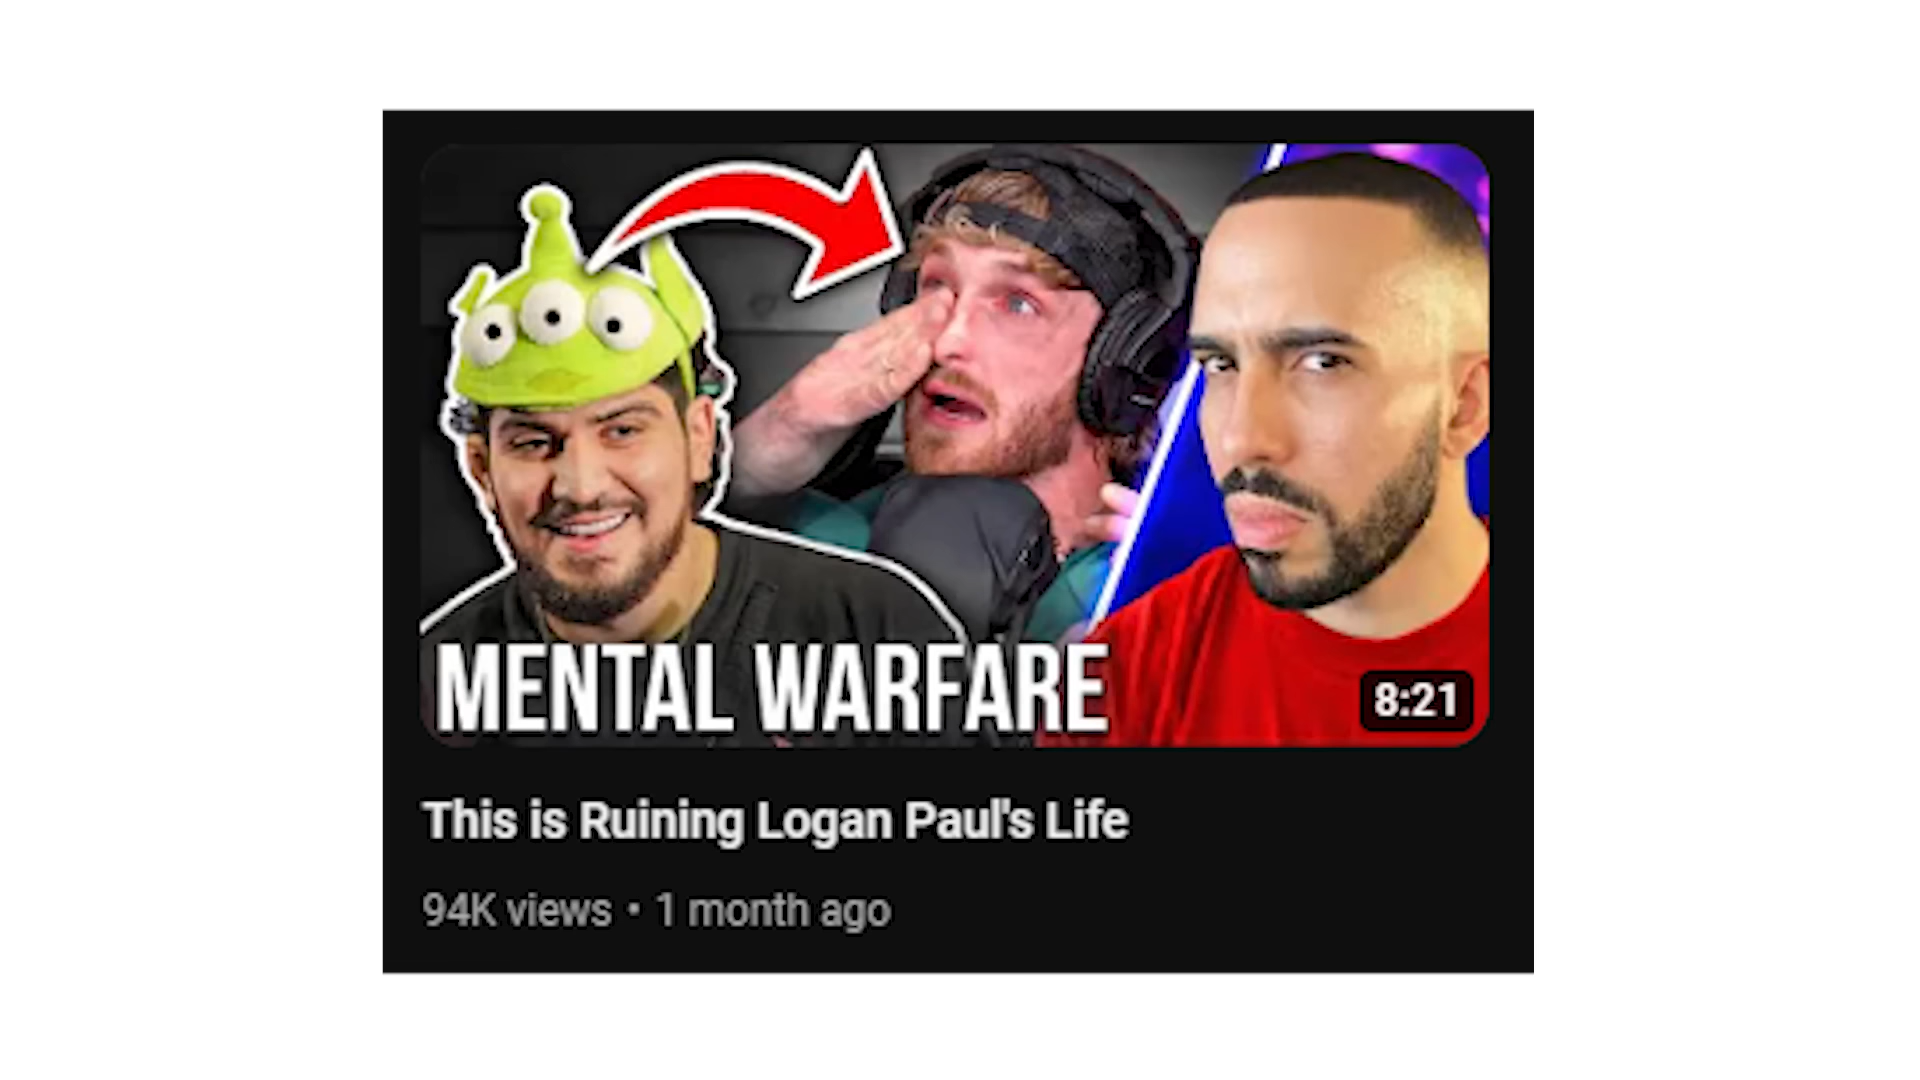 MENTAL WARFARE
8:21
This is Ruining Logan Paul's Life
94K views • 1 month ago